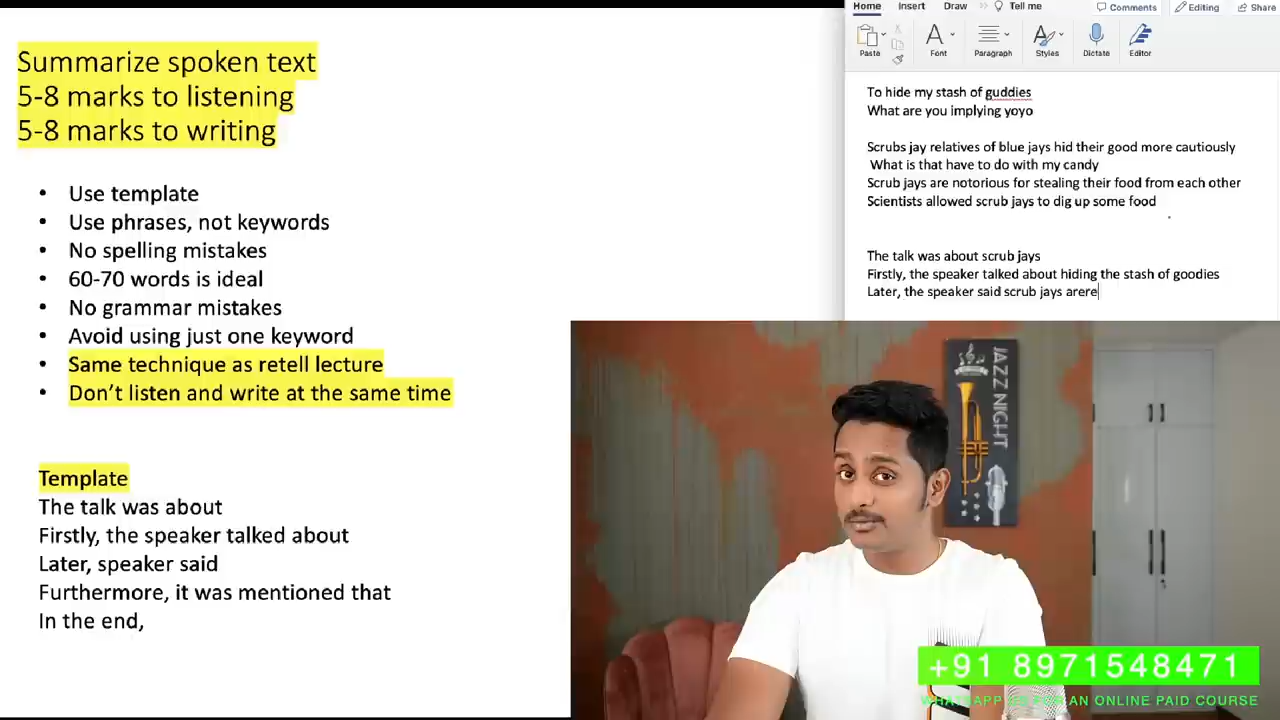 Summarize spoken text
5-8 marks to listening
5-8 marks to writing
• Use template
• Use phrases, not keywords
• No spelling mistakes
• 60-70 words is ideal
• No grammar mistakes
• Avoid using just one keyword
• Same technique as retell lecture
• Don't listen and write at the same time
Template
The talk was about
Firstly, the speaker talked about
Later, speaker said
Furthermore, it was mentioned that
In the end,
Home Insert Draw >> Tell me Comments Editing Share
Paste Font Paragraph Styles Dictate Editor
To hide my stash of guddies
What are you implying yoyo
Scrubs jay relatives of blue jays hid their good more cautiously
What is that have to do with my candy
Scrub jays are notorious for stealing their food from each other
Scientists allowed scrub jays to dig up some food
The talk was about scrub jays
Firstly, the speaker talked about hiding the stash of goodies
Later, the speaker said scrub jays arere
JAZZ NIGHT
+91 8971548471
WHATSAPP US FOR AN ONLINE PAID COURSE